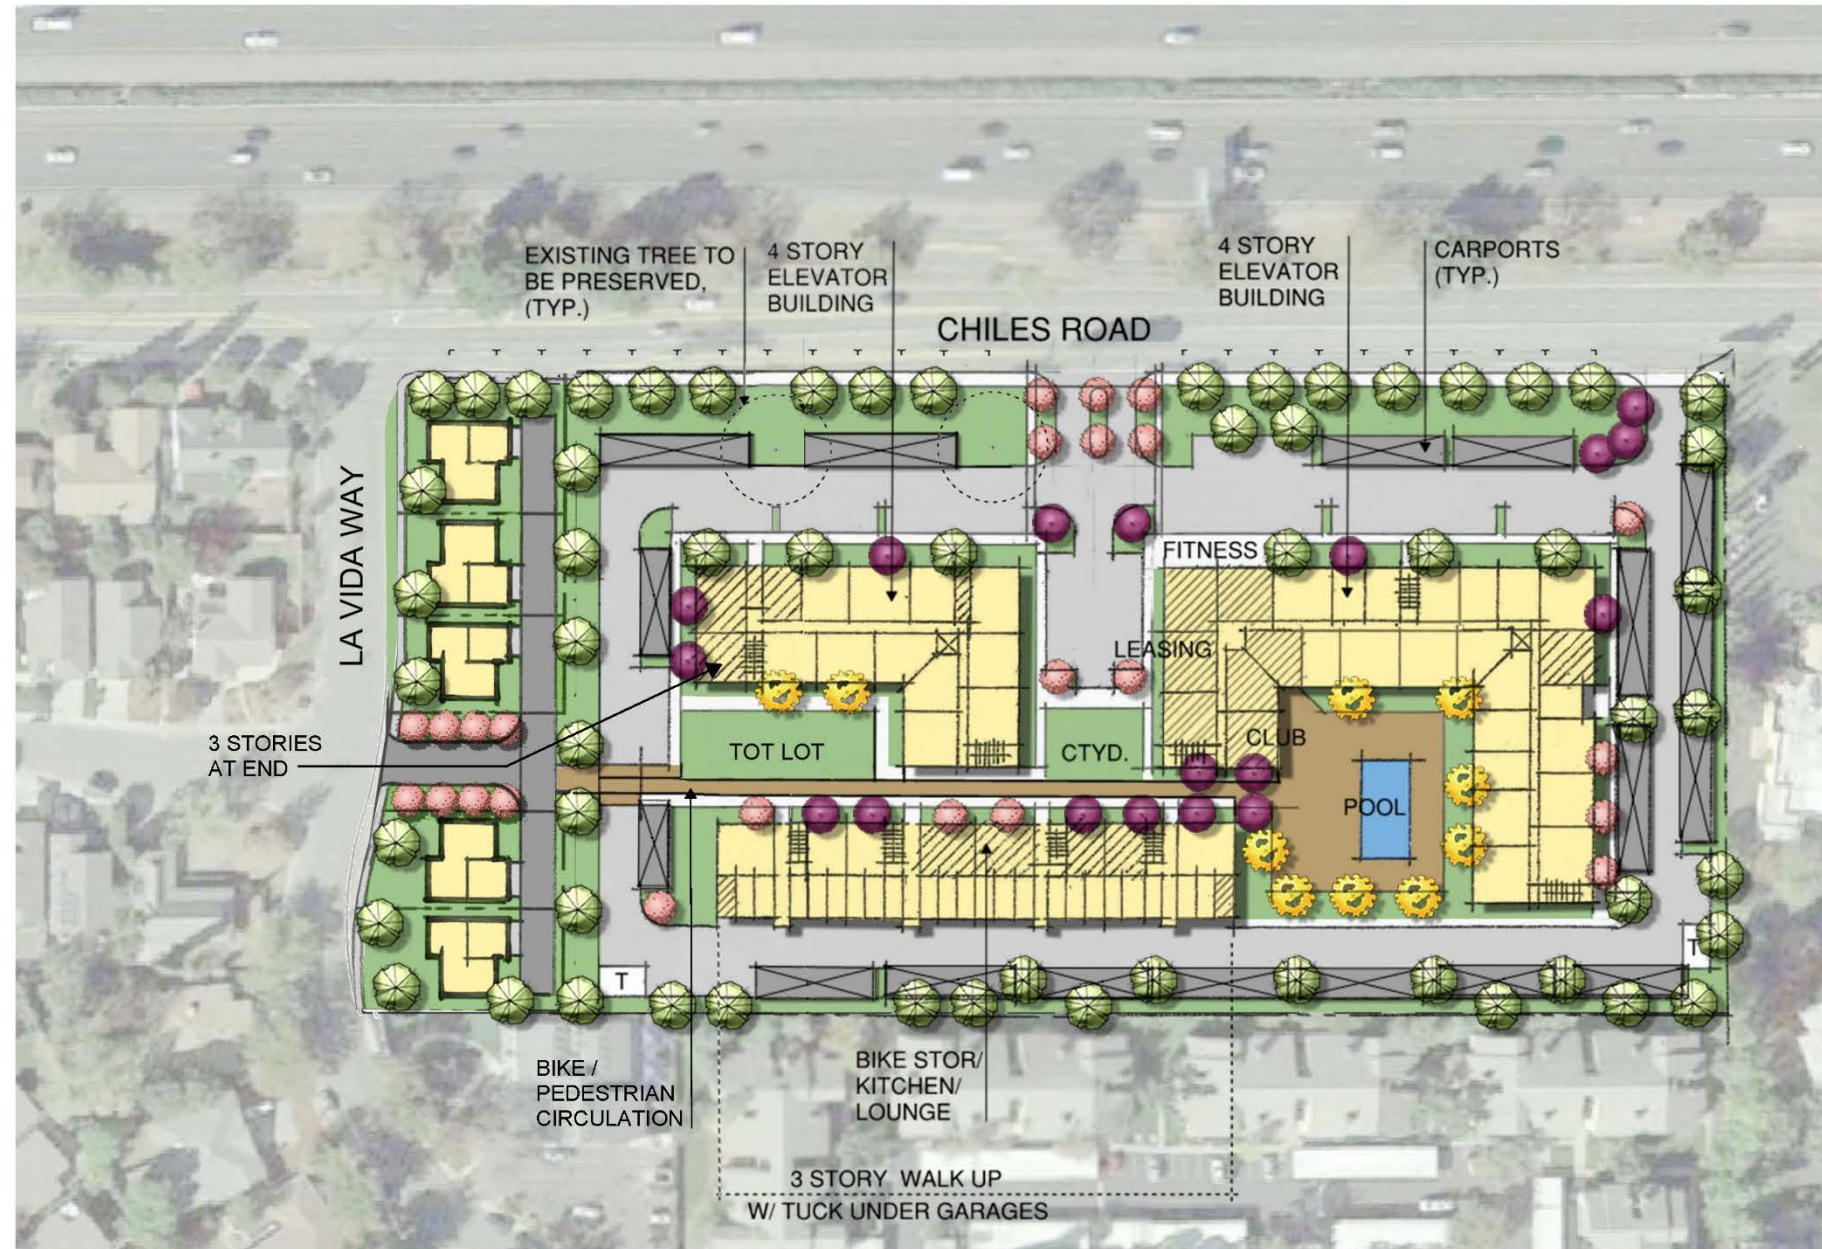 EXISTING TREE TO
BE PRESERVED,
(TYP.)
4 STORY
ELEVATOR
BUILDING
4 STORY
ELEVATOR
BUILDING
CARPORTS
(TYP.)
CHILES ROAD
LA VIDA WAY
FITNESS
LEASING
3 STORIES
AT END
TOT LOT
CTYD.
CLUB
POOL
T
T
BIKE /
PEDESTRIAN
CIRCULATION
BIKE STOR/
KITCHEN/
LOUNGE
3 STORY WALK UP
W/ TUCK UNDER GARAGES